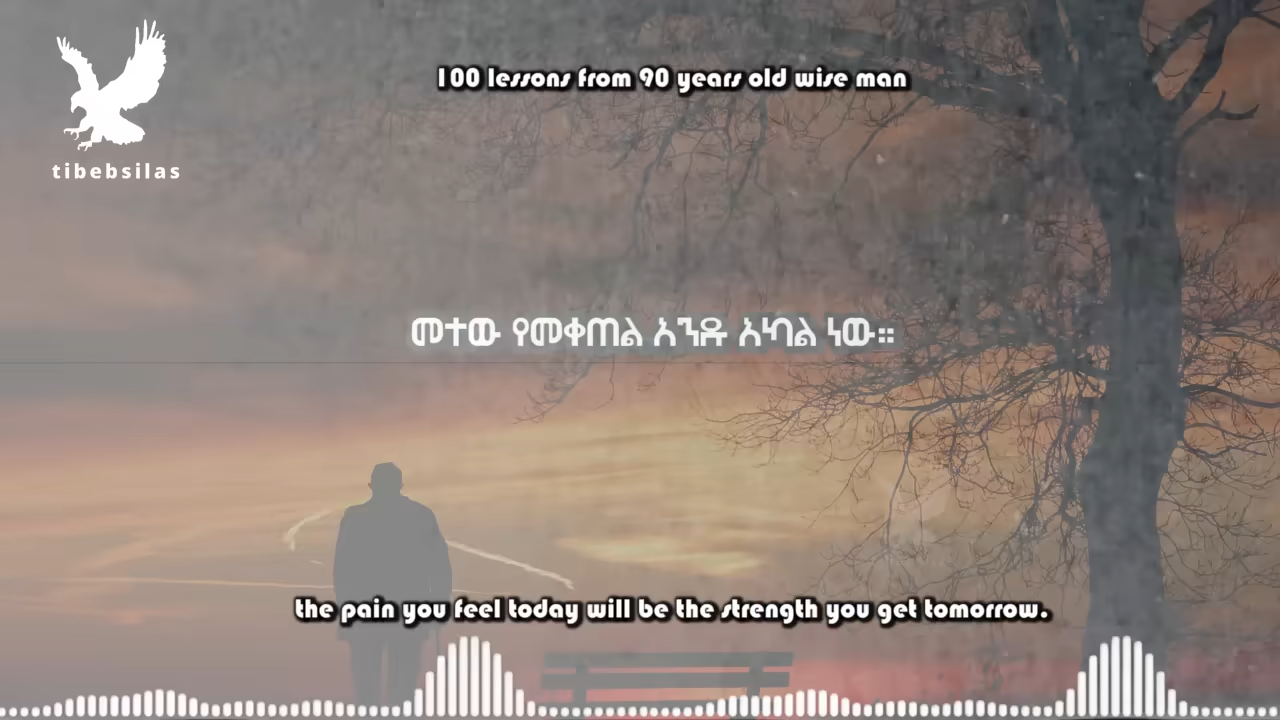 100 lessons from 90 years old wise man
tibebsilas
መተው የመቀጠል አንዱ አካል ነው።
the pain you feel today will be the strength you get tomorrow.